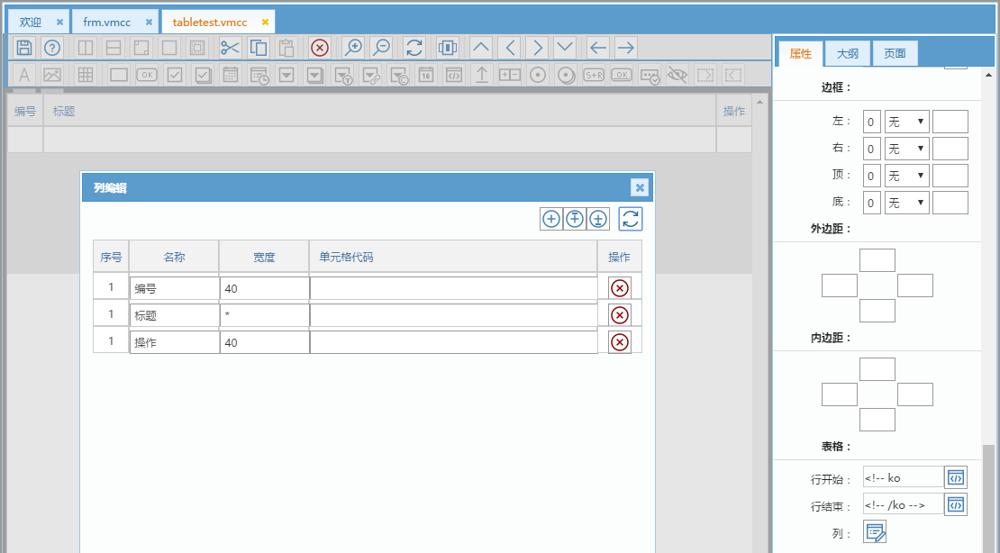 欢迎 × frm.vmcc × tabletest.vmcc ×
属性 大纲 页面
A OK T C 16 S+R OK
编号 标题 操作
列编辑 ×
序号 名称 宽度 单元格代码 操作
1 编号 40
1 标题 *
1 操作 40
边框：
左： 0 无
右： 0 无
顶： 0 无
底： 0 无
外边距：
内边距：
表格：
行开始： <!-- ko
行结束： <!-- /ko -->
列：